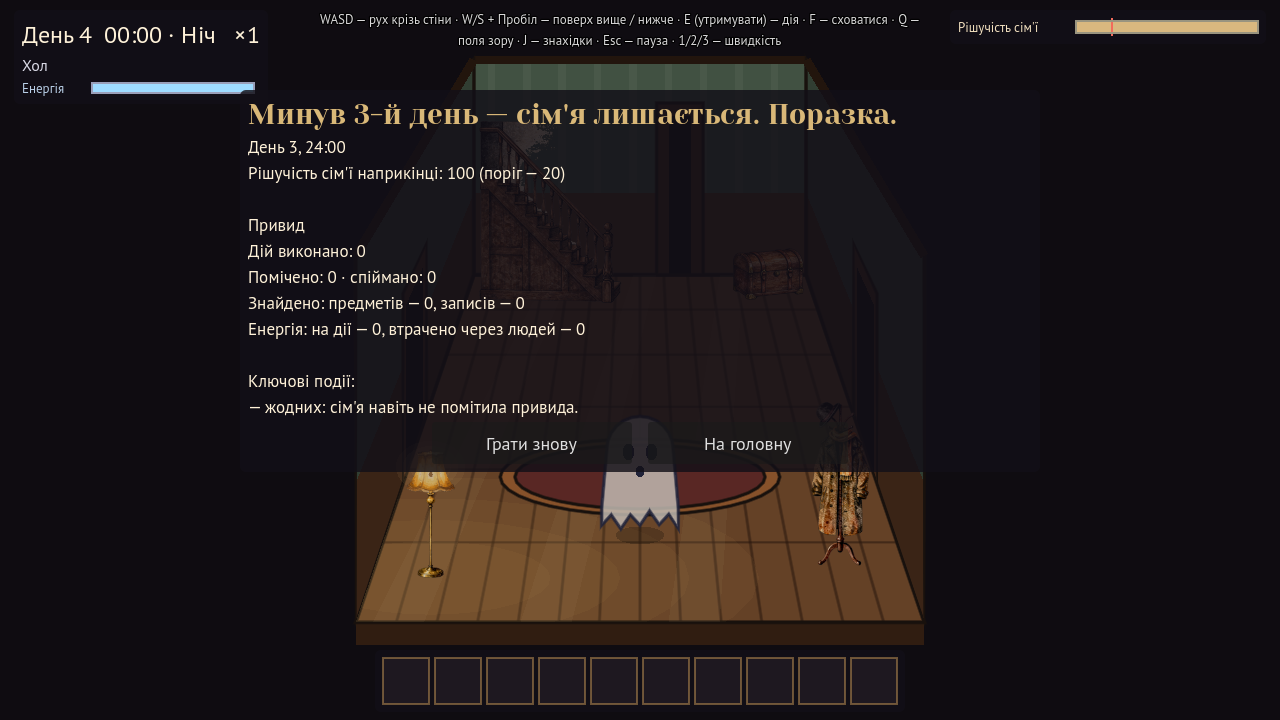 День 4 00:00 · Ніч ×1
Хол
Енергія
WASD — рух крізь стіни · W/S + Пробіл — поверх вище / нижче · E (утримувати) — дія · F — сховатися · Q —
поля зору · J — знахідки · Esc — пауза · 1/2/3 — швидкість
Рішучість сім'ї
Минув 3-й день — сім'я лишається. Поразка.
День 3, 24:00
Рішучість сім'ї наприкінці: 100 (поріг — 20)
Привид
Дій виконано: 0
Помічено: 0 · спіймано: 0
Знайдено: предметів — 0, записів — 0
Енергія: на дії — 0, втрачено через людей — 0
Ключові події:
— жодних: сім'я навіть не помітила привида.
Грати знову
На головну